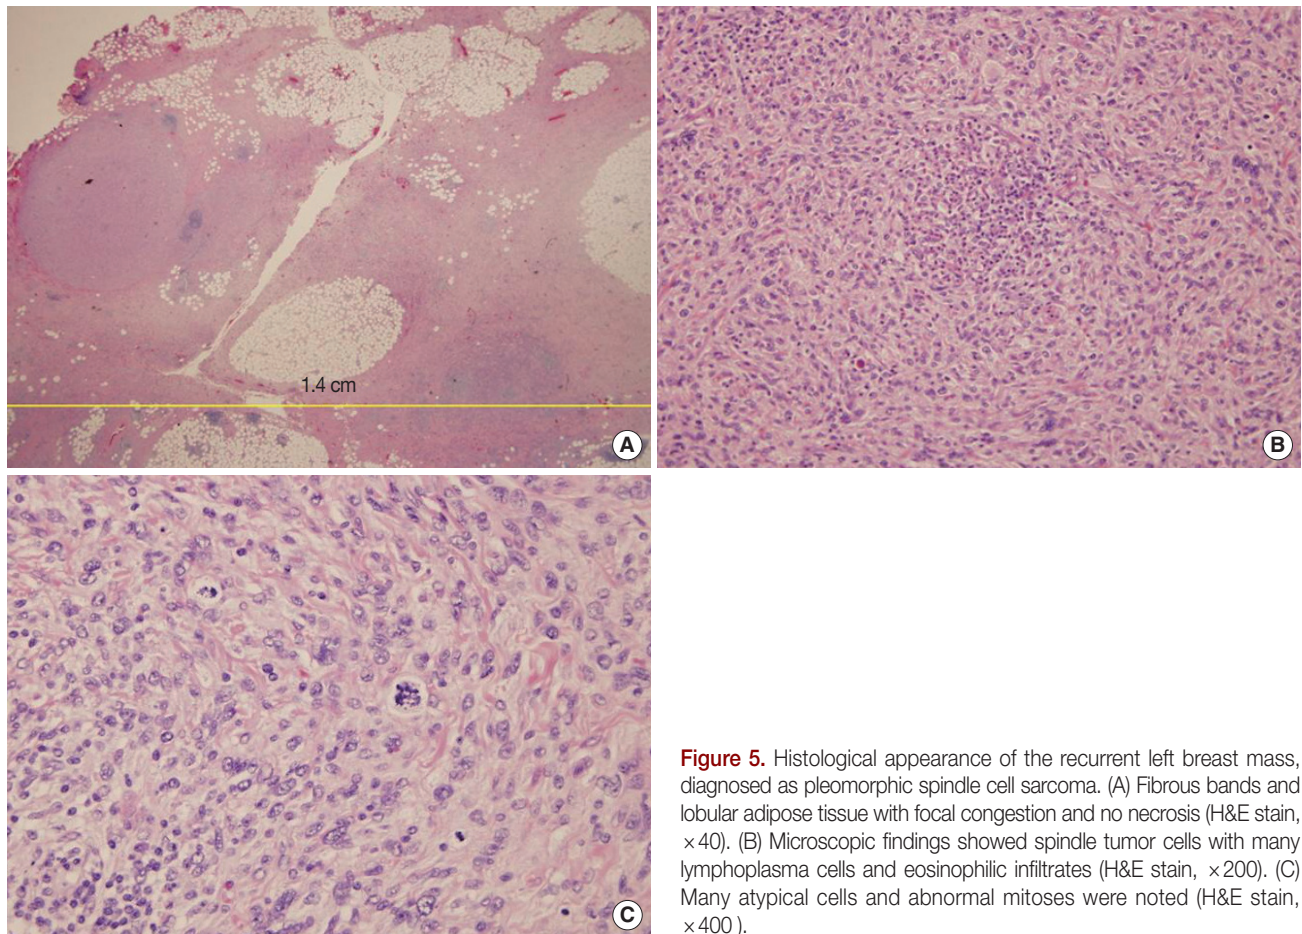 1.4 cm
A
B
C
Figure 5. Histological appearance of the recurrent left breast mass,
diagnosed as pleomorphic spindle cell sarcoma. (A) Fibrous bands and
lobular adipose tissue with focal congestion and no necrosis (H&E stain,
×40). (B) Microscopic findings showed spindle tumor cells with many
lymphoplasma cells and eosinophilic infiltrates (H&E stain, ×200). (C)
Many atypical cells and abnormal mitoses were noted (H&E stain,
×400 ).